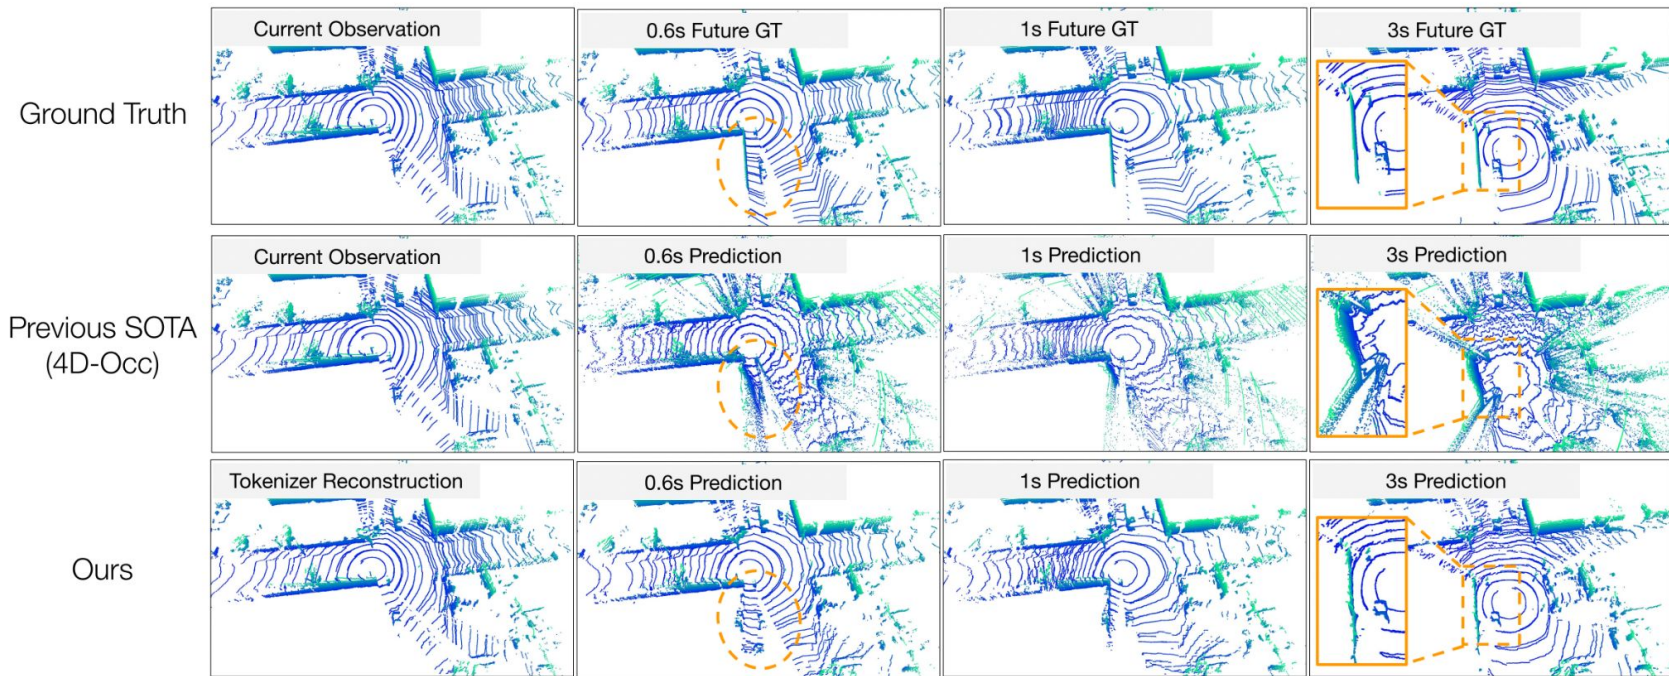 Current Observation
0.6s Future GT
1s Future GT
3s Future GT
Ground Truth
Current Observation
0.6s Prediction
1s Prediction
3s Prediction
Previous SOTA
(4D-Occ)
Tokenizer Reconstruction
0.6s Prediction
1s Prediction
3s Prediction
Ours